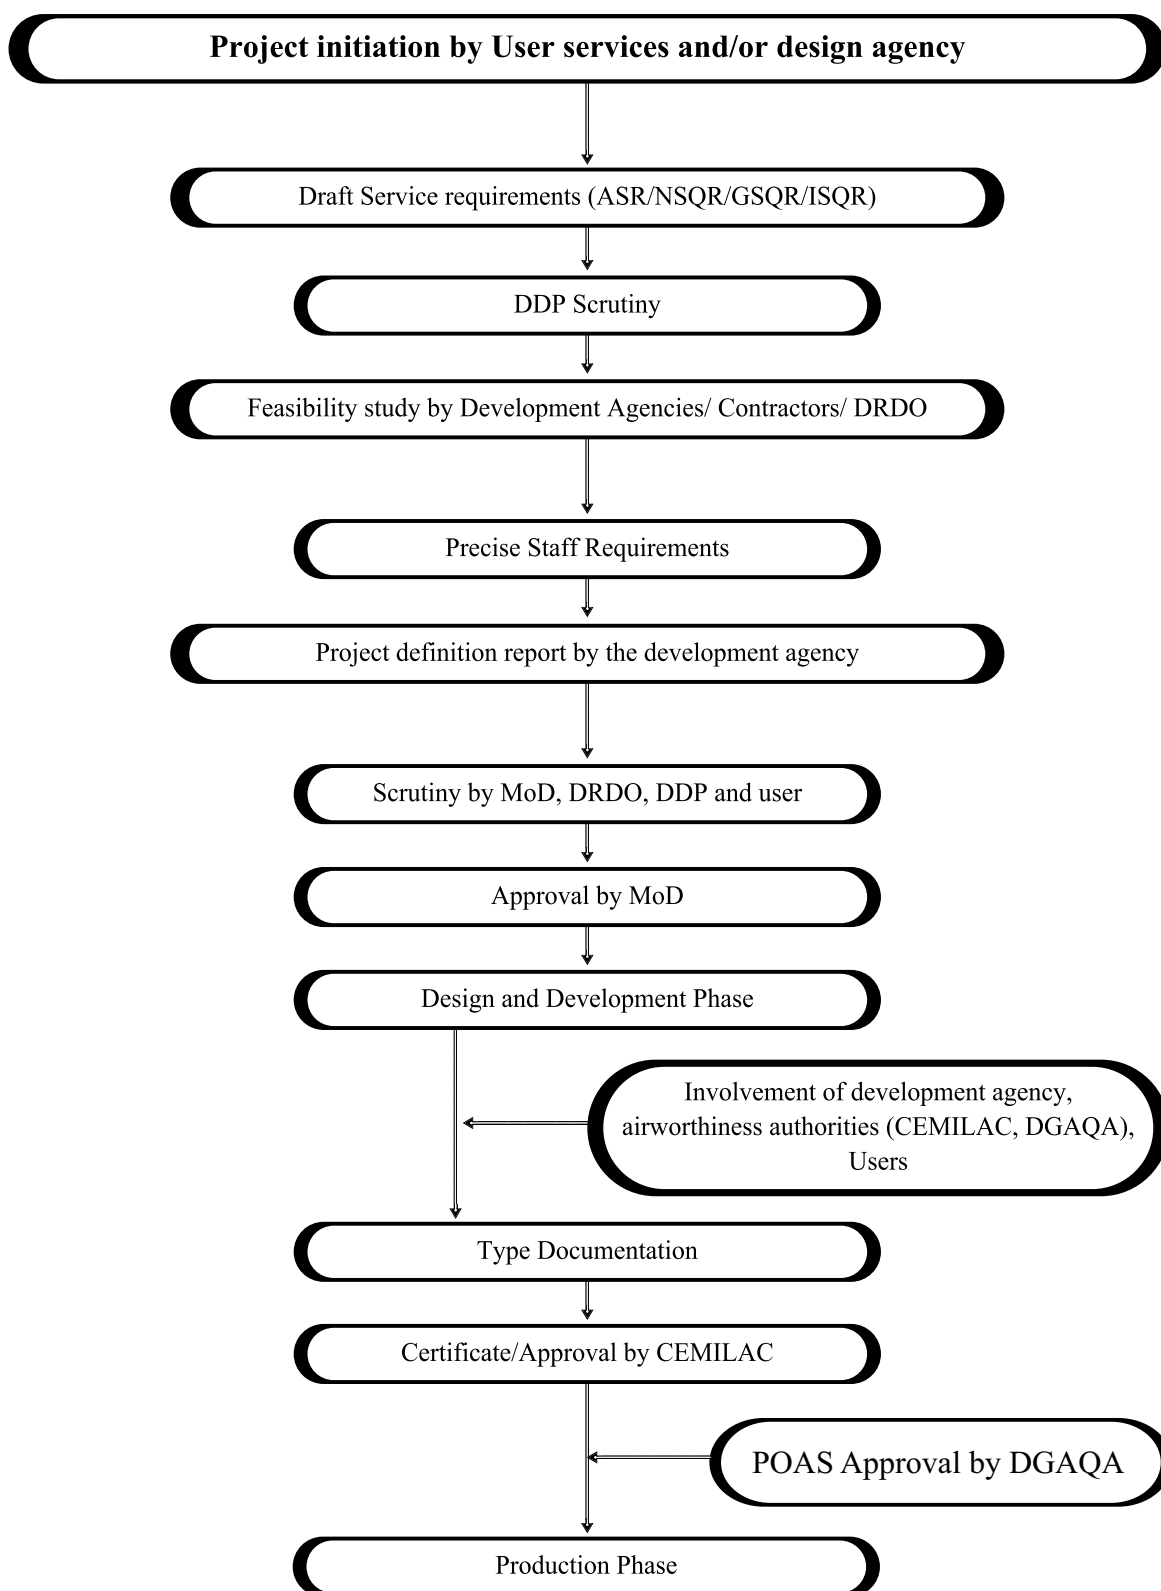 Project initiation by User services and/or design agency
Draft Service requirements (ASR/NSQR/GSQR/ISQR)
DDP Scrutiny
Feasibility study by Development Agencies/ Contractors/ DRDO
Precise Staff Requirements
Project definition report by the development agency
Scrutiny by MoD, DRDO, DDP and user
Approval by MoD
Design and Development Phase
Involvement of development agency,
airworthiness authorities (CEMILAC, DGAQA),
Users
Type Documentation
Certificate/Approval by CEMILAC
POAS Approval by DGAQA
Production Phase